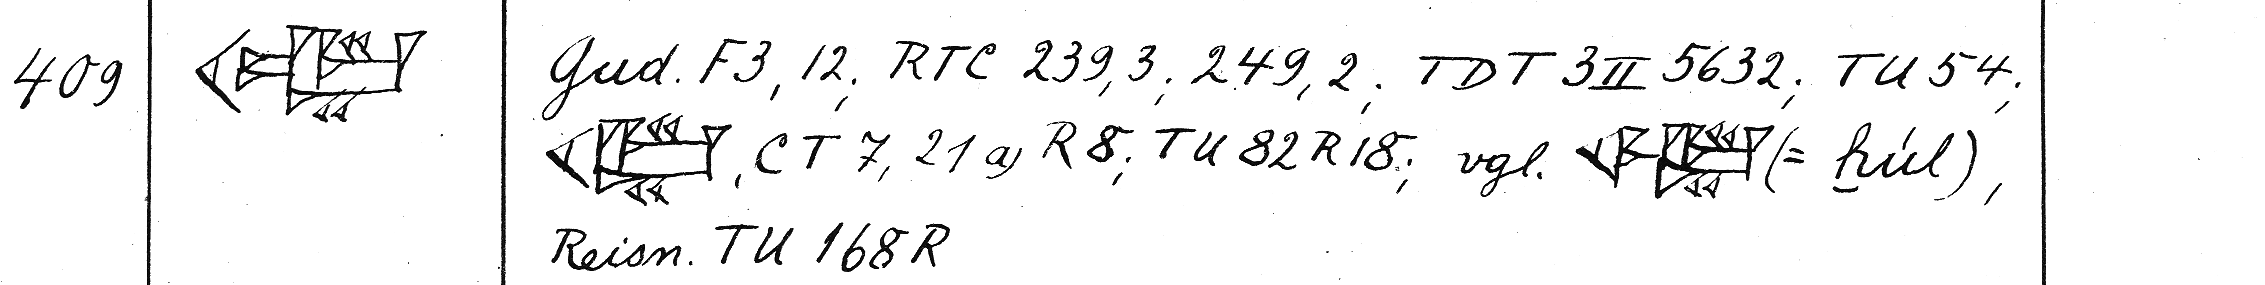 409 Gud. F3, 12; RTC 239, 3; 249, 2; TDT 3 II 5632; TU 54;
, CT 7, 21 a) R 8; TU 82 R 18; vgl. (= ḫúl),
Reisn. TU 168 R